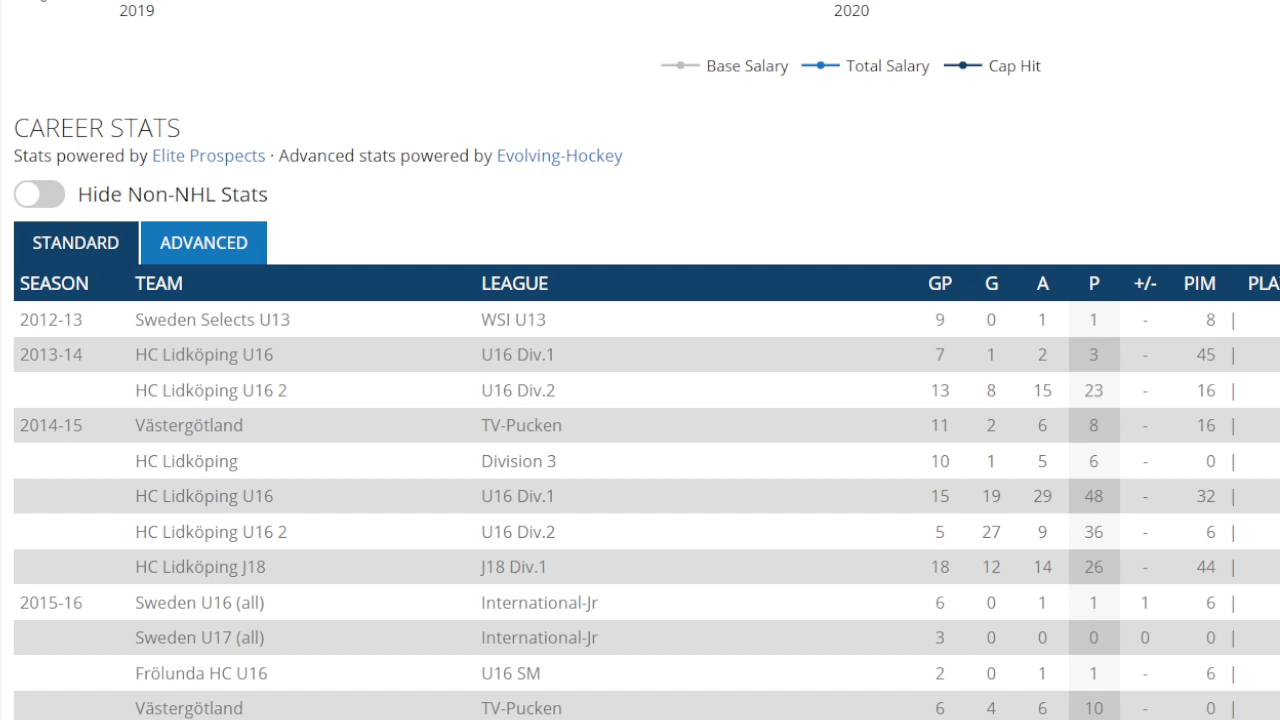 2019 2020
Base Salary Total Salary Cap Hit
CAREER STATS
Stats powered by Elite Prospects · Advanced stats powered by Evolving-Hockey
Hide Non-NHL Stats
STANDARD ADVANCED
SEASON TEAM LEAGUE GP G A P +/- PIM
2012-13 Sweden Selects U13 WSI U13 9 0 1 1 - 8 |
2013-14 HC Lidköping U16 U16 Div.1 7 1 2 3 - 45 |
HC Lidköping U16 2 U16 Div.2 13 8 15 23 - 16 |
2014-15 Västergötland TV-Pucken 11 2 6 8 - 16 |
HC Lidköping Division 3 10 1 5 6 - 0 |
HC Lidköping U16 U16 Div.1 15 19 29 48 - 32 |
HC Lidköping U16 2 U16 Div.2 5 27 9 36 - 6 |
HC Lidköping J18 J18 Div.1 18 12 14 26 - 44 |
2015-16 Sweden U16 (all) International-Jr 6 0 1 1 1 6 |
Sweden U17 (all) International-Jr 3 0 0 0 0 0 |
Frölunda HC U16 U16 SM 2 0 1 1 - 6 |
Västergötland TV-Pucken 6 4 6 10 - 0 |